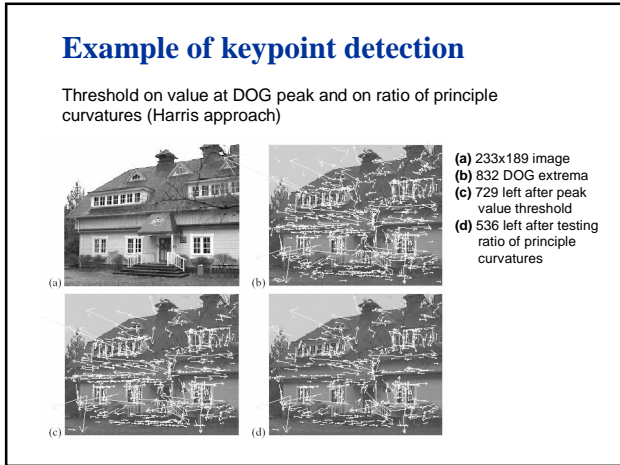 Example of keypoint detection
Threshold on value at DOG peak and on ratio of principle
curvatures (Harris approach)
(a)
(b)
(c)
(d)
(a) 233x189 image
(b) 832 DOG extrema
(c) 729 left after peak
value threshold
(d) 536 left after testing
ratio of principle
curvatures